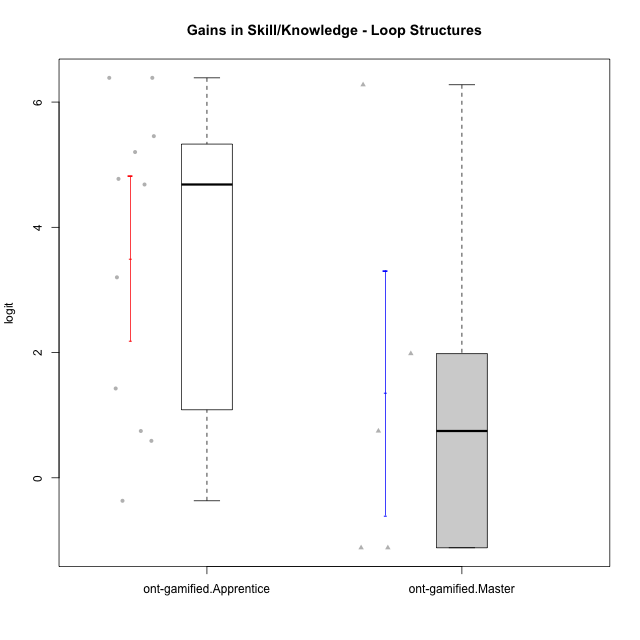 Gains in Skill/Knowledge - Loop Structures
logit
6
4
2
0
ont-gamified.Apprentice
ont-gamified.Master